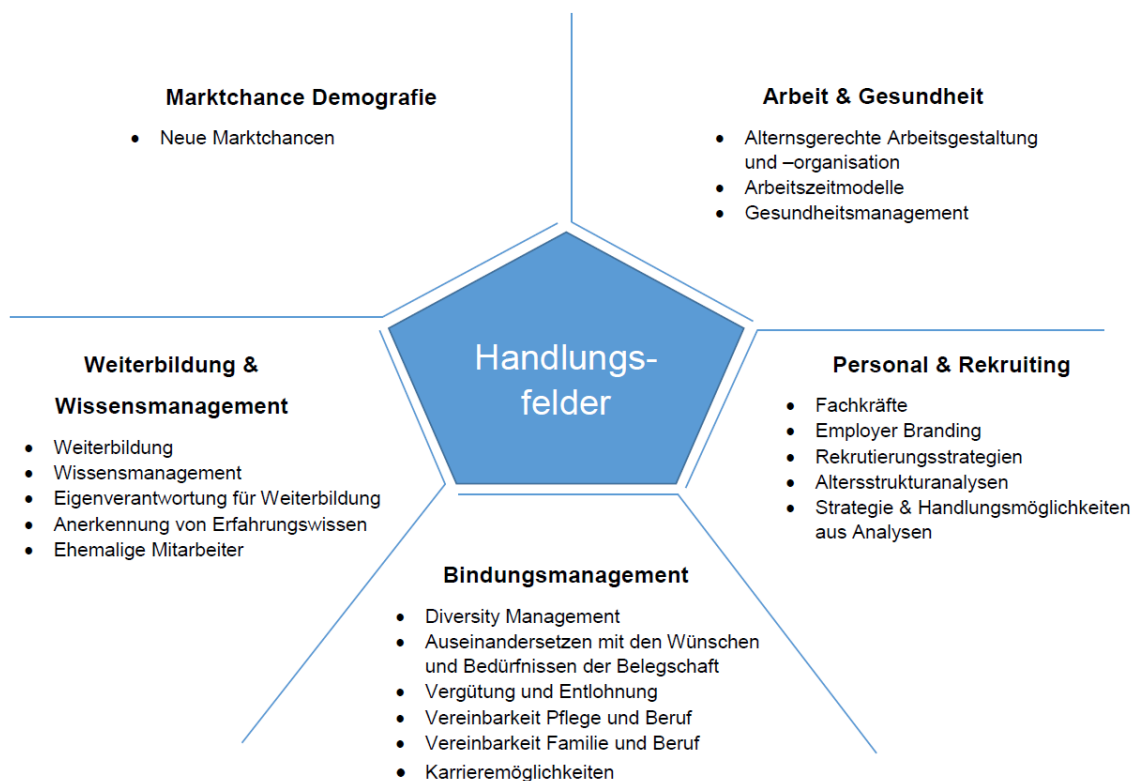 Marktchance Demografie
• Neue Marktchancen
Arbeit & Gesundheit
• Alternsgerechte Arbeitsgestaltung
und –organisation
• Arbeitszeitmodelle
• Gesundheitsmanagement
Handlungs-
felder
Weiterbildung &
Wissensmanagement
• Weiterbildung
• Wissensmanagement
• Eigenverantwortung für Weiterbildung
• Anerkennung von Erfahrungswissen
• Ehemalige Mitarbeiter
Personal & Rekruiting
• Fachkräfte
• Employer Branding
• Rekrutierungsstrategien
• Altersstrukturanalysen
• Strategie & Handlungsmöglichkeiten
aus Analysen
Bindungsmanagement
• Diversity Management
• Auseinandersetzen mit den Wünschen
und Bedürfnissen der Belegschaft
• Vergütung und Entlohnung
• Vereinbarkeit Pflege und Beruf
• Vereinbarkeit Familie und Beruf
• Karrieremöglichkeiten